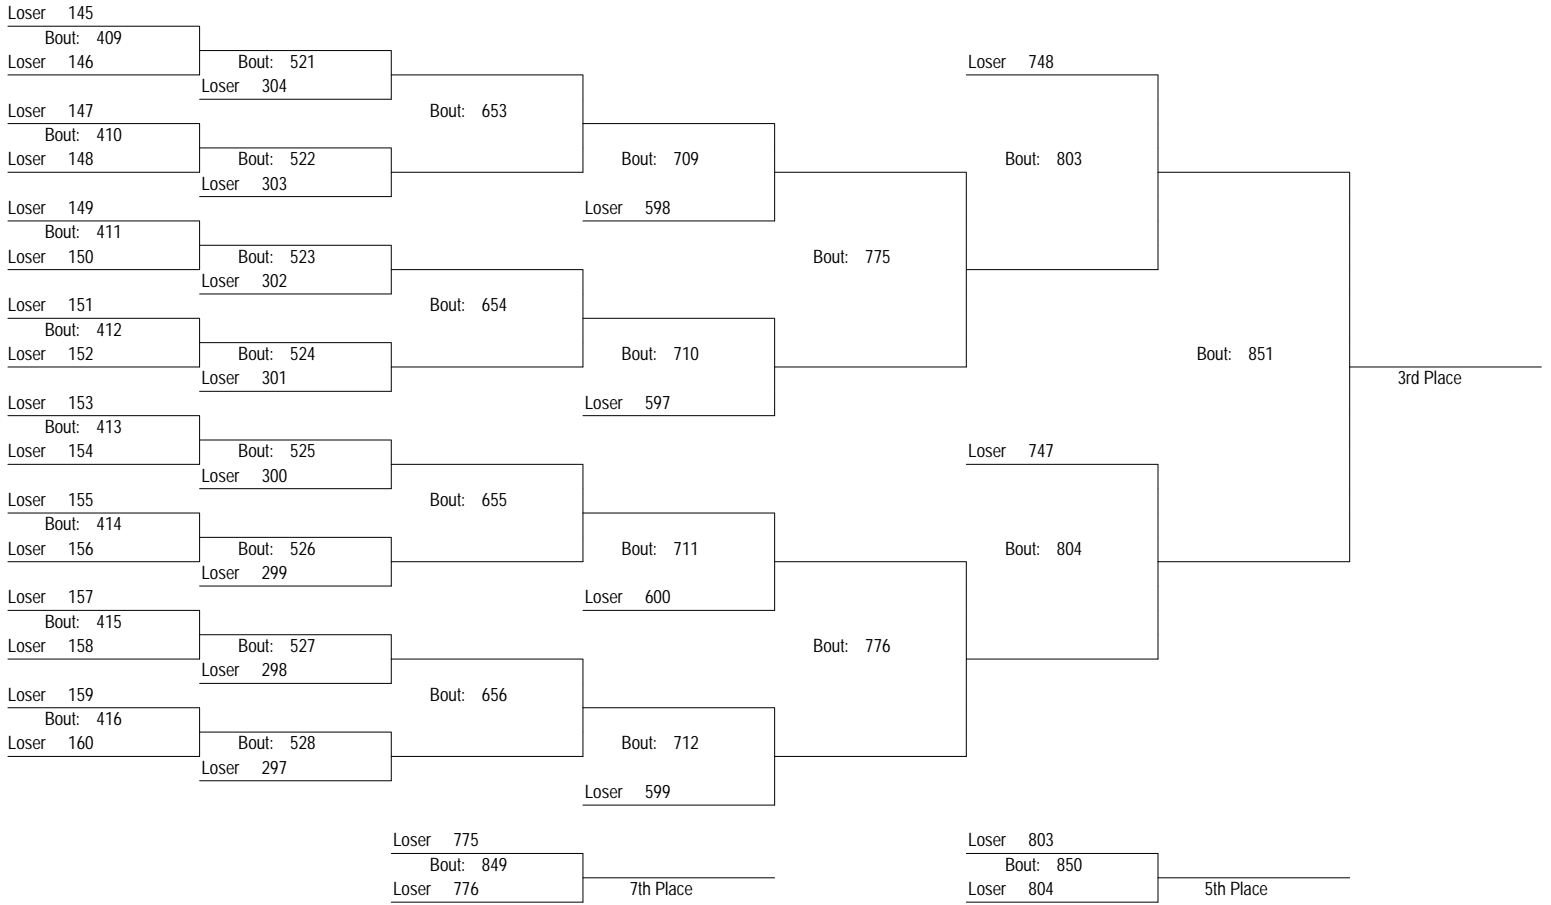 Loser 145
Bout: 409
Loser 146
Bout: 521
Loser 304
Loser 748
Loser 147
Bout: 410
Loser 148
Bout: 653
Bout: 522
Loser 303
Bout: 709
Bout: 803
Loser 149
Bout: 411
Loser 150
Loser 598
Bout: 523
Loser 302
Bout: 775
Loser 151
Bout: 412
Loser 152
Bout: 654
Bout: 524
Loser 301
Bout: 710
Bout: 851
3rd Place
Loser 153
Bout: 413
Loser 154
Loser 597
Bout: 525
Loser 300
Loser 747
Loser 155
Bout: 414
Loser 156
Bout: 655
Bout: 526
Loser 299
Bout: 711
Bout: 804
Loser 157
Bout: 415
Loser 158
Loser 600
Bout: 527
Loser 298
Bout: 776
Loser 159
Bout: 416
Loser 160
Bout: 656
Bout: 528
Loser 297
Bout: 712
Loser 599
Loser 775
Bout: 849
Loser 776
7th Place
Loser 803
Bout: 850
Loser 804
5th Place